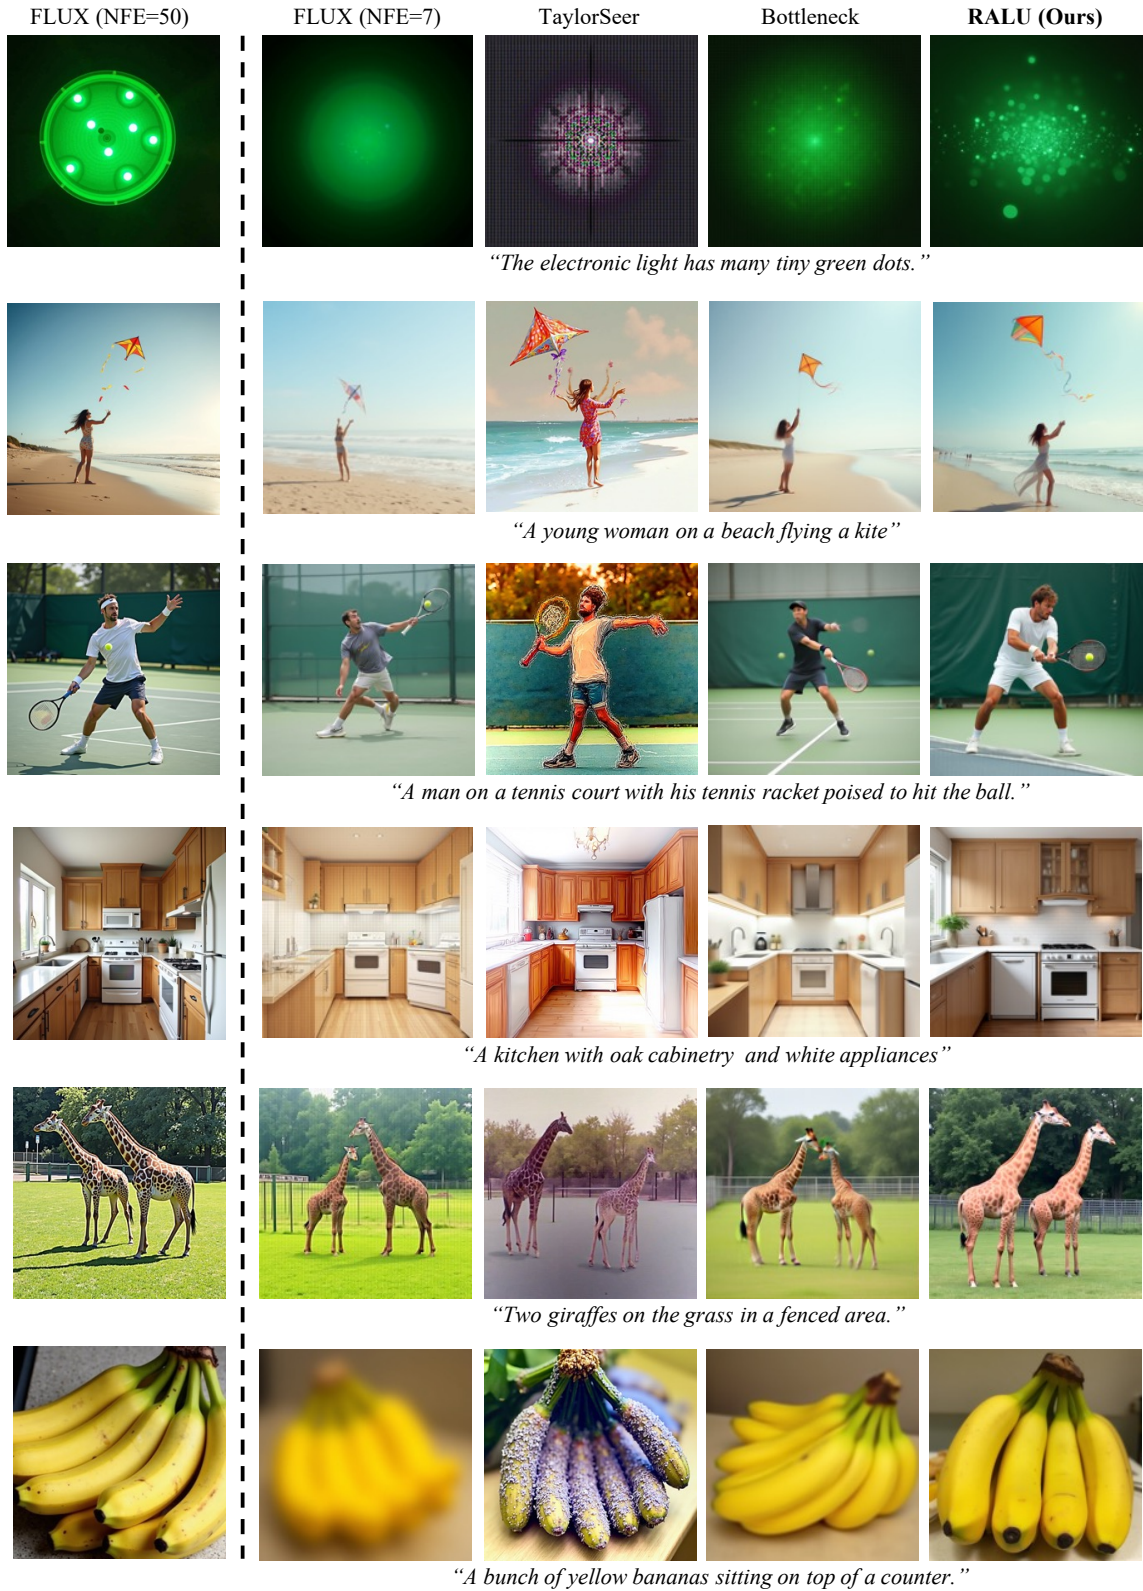 FLUX (NFE=50) FLUX (NFE=7) TaylorSeer Bottleneck RALU (Ours)
“The electronic light has many tiny green dots.”
“A young woman on a beach flying a kite”
“A man on a tennis court with his tennis racket poised to hit the ball.”
“A kitchen with oak cabinetry and white appliances”
“Two giraffes on the grass in a fenced area.”
“A bunch of yellow bananas sitting on top of a counter.”